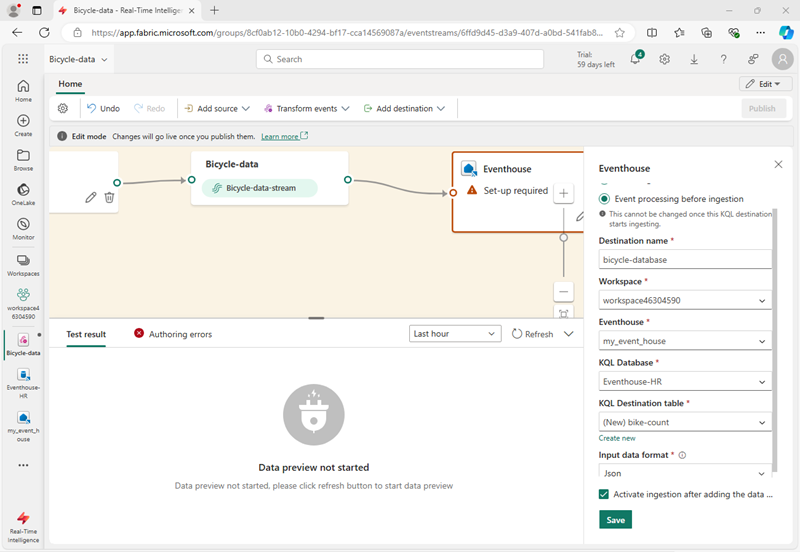 Bicycle-data - Real-Time Intelligence
https://app.fabric.microsoft.com/groups/8cf0ab12-10b0-4294-bf17-cca14569087a/eventstreams/6ffd9d45-d3a9-407d-a0bd-541fab8...
Bicycle-data
Search
Trial:
59 days left
4
Home
Edit
Undo
Redo
Add source
Transform events
Add destination
Publish
Edit mode Changes will go live once you publish them. Learn more
Home
Create
Browse
OneLake
Monitor
Workspaces
workspace4
6304590
Bicycle-data
Eventhouse-
HR
my_event_h
ouse
Real-Time
Intelligence
Bicycle-data
Bicycle-data-stream
Eventhouse
Set-up required
Test result
Authoring errors
Last hour
Refresh
Data preview not started
Data preview not started, please click refresh button to start data preview
Eventhouse
Event processing before ingestion
This cannot be changed once this KQL destination
starts ingesting.
Destination name *
bicycle-database
Workspace *
workspace46304590
Eventhouse *
my_event_house
KQL Database *
Eventhouse-HR
KQL Destination table *
(New) bike-count
Create new
Input data format *
Json
Activate ingestion after adding the data ...
Save